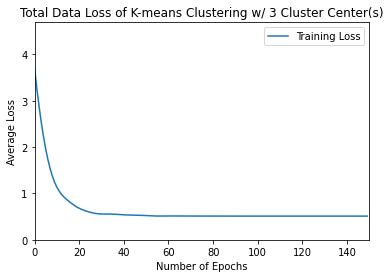 Total Data Loss of K-means Clustering w/ 3 Cluster Center(s)
Training Loss
Average Loss
4
3
2
1
0
0 20 40 60 80 100 120 140
Number of Epochs